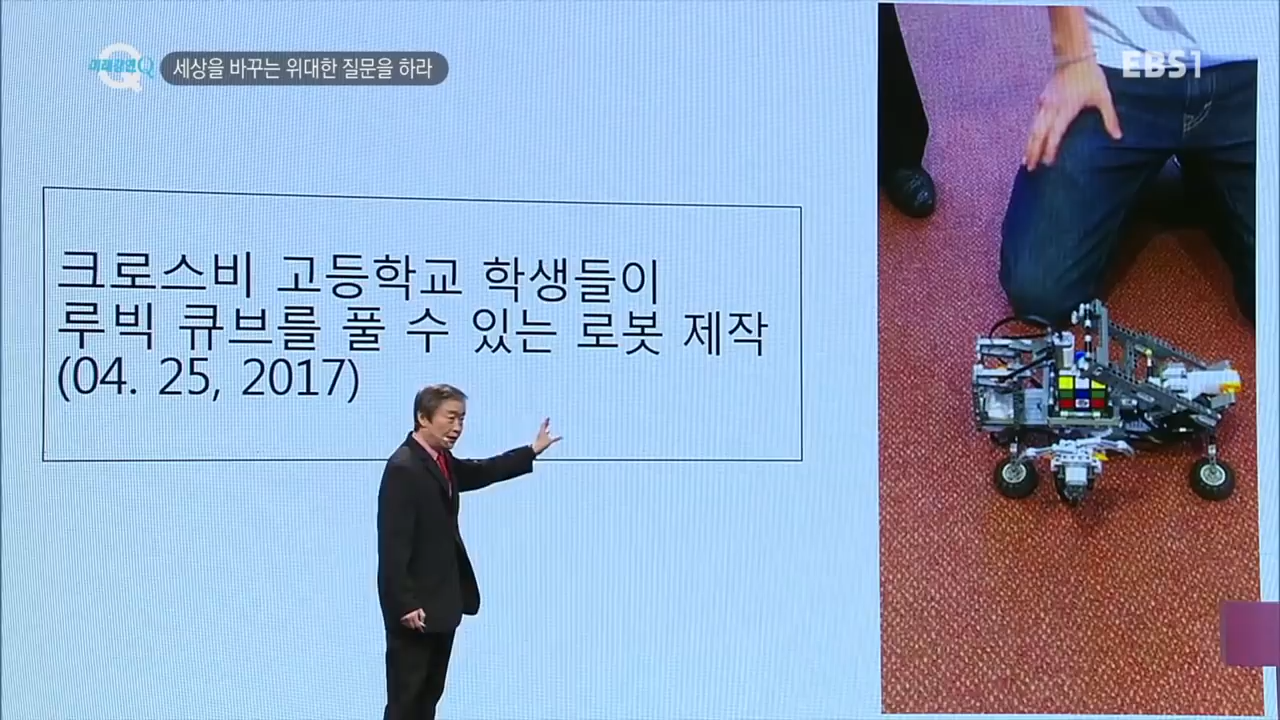 미래강연Q
세상을 바꾸는 위대한 질문을 하라
EBS1
크로스비 고등학교 학생들이
루빅 큐브를 풀 수 있는 로봇 제작
(04. 25, 2017)